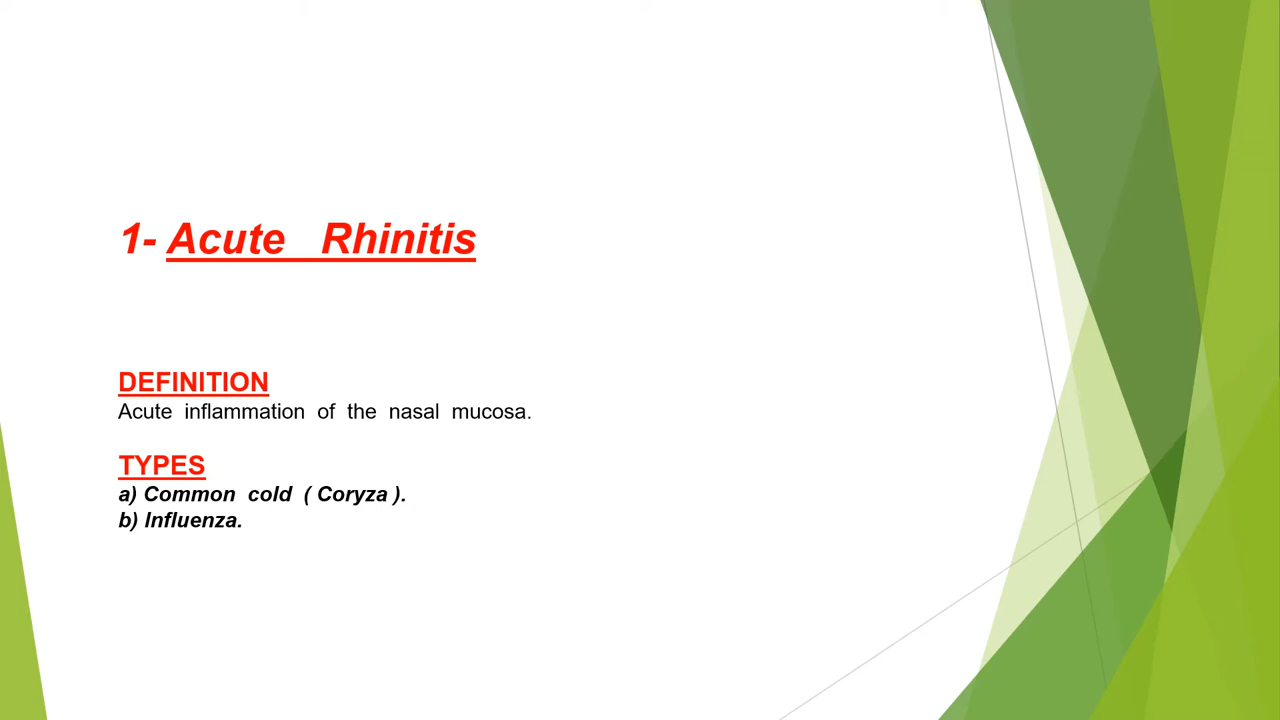 1- Acute Rhinitis
DEFINITION
Acute inflammation of the nasal mucosa.
TYPES
a) Common cold ( Coryza ).
b) Influenza.